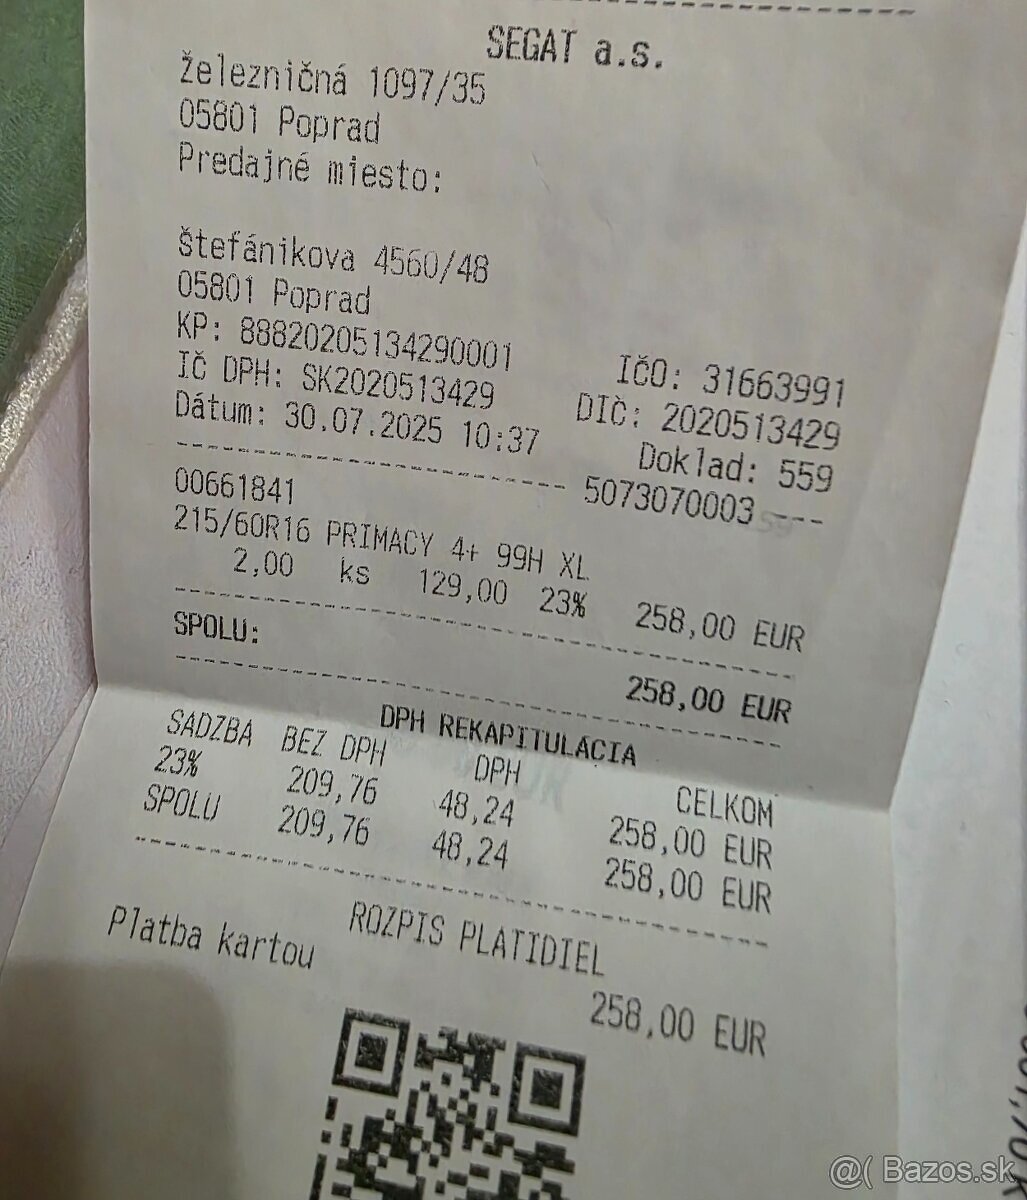 SEGAT a.s.
Železničná 1097/35
05801 Poprad
Predajné miesto:
Štefánikova 4560/48
05801 Poprad
KP: 88820205134290001 IČO: 31663991
IČ DPH: SK2020513429 DIČ: 2020513429
Dátum: 30.07.2025 10:37 Doklad: 559
5073070003
00661841
215/60R16 PRIMACY 4+ 99H XL
2,00 ks 129,00 23% 258,00 EUR
SPOLU: 258,00 EUR
DPH REKAPITULÁCIA
SADZBA BEZ DPH DPH CELKOM
23% 209,76 48,24 258,00 EUR
SPOLU 209,76 48,24 258,00 EUR
ROZPIS PLATIDIEL
Platba kartou 258,00 EUR
@( Bazos.sk